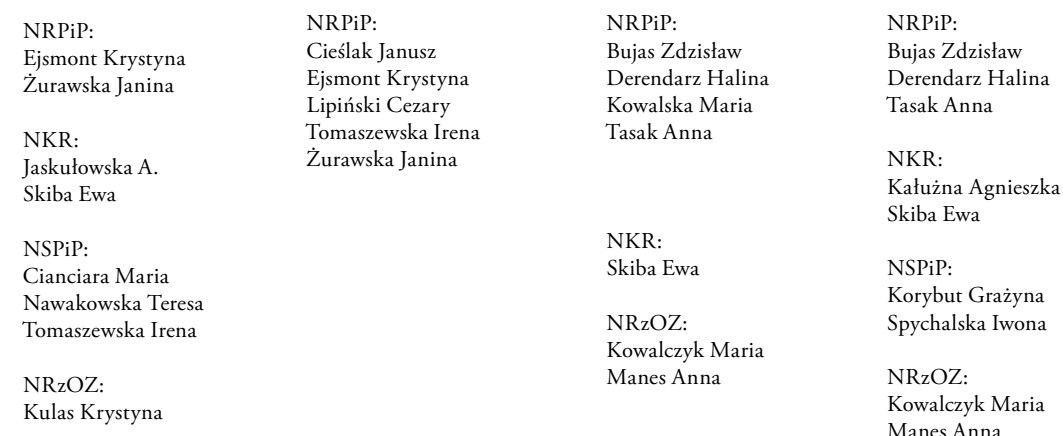 NRPiP:
Ejsmont Krystyna
Żurawska Janina
NKR:
Jaskułowska A.
Skiba Ewa
NSPiP:
Cianciara Maria
Nawakowska Teresa
Tomaszewska Irena
NRzOZ:
Kulas Krystyna
NRPiP:
Cieślak Janusz
Ejsmont Krystyna
Lipiński Cezary
Tomaszewska Irena
Żurawska Janina
NRPiP:
Bujas Zdzisław
Derendarz Halina
Kowalska Maria
Tasak Anna
NKR:
Skiba Ewa
NRzOZ:
Kowalczyk Maria
Manes Anna
NRPiP:
Bujas Zdzisław
Derendarz Halina
Tasak Anna
NKR:
Kałużna Agnieszka
Skiba Ewa
NSPiP:
Korybut Grażyna
Spychalska Iwona
NRzOZ:
Kowalczyk Maria
Manes Anna